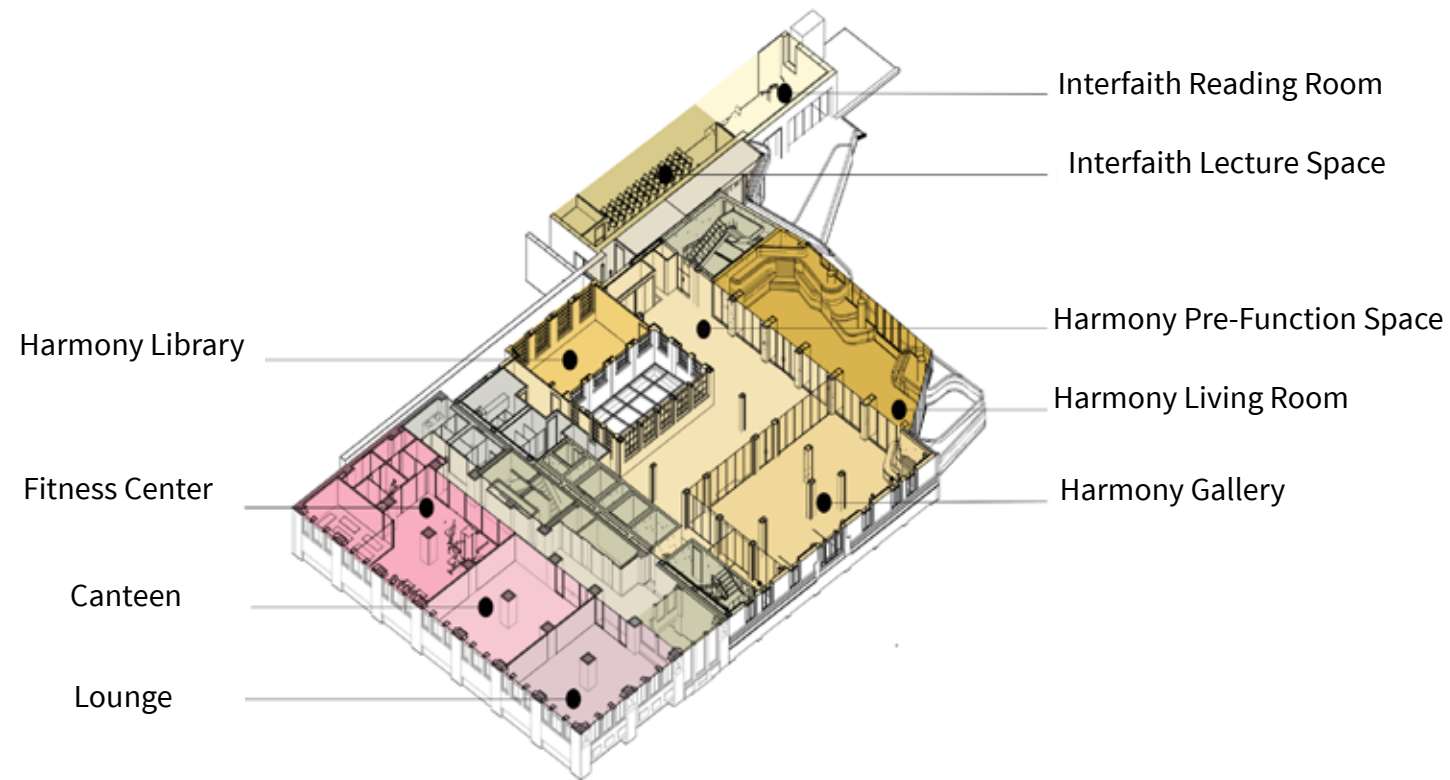 Interfaith Reading Room
Interfaith Lecture Space
Harmony Pre-Function Space
Harmony Library
Harmony Living Room
Fitness Center
Harmony Gallery
Canteen
Lounge